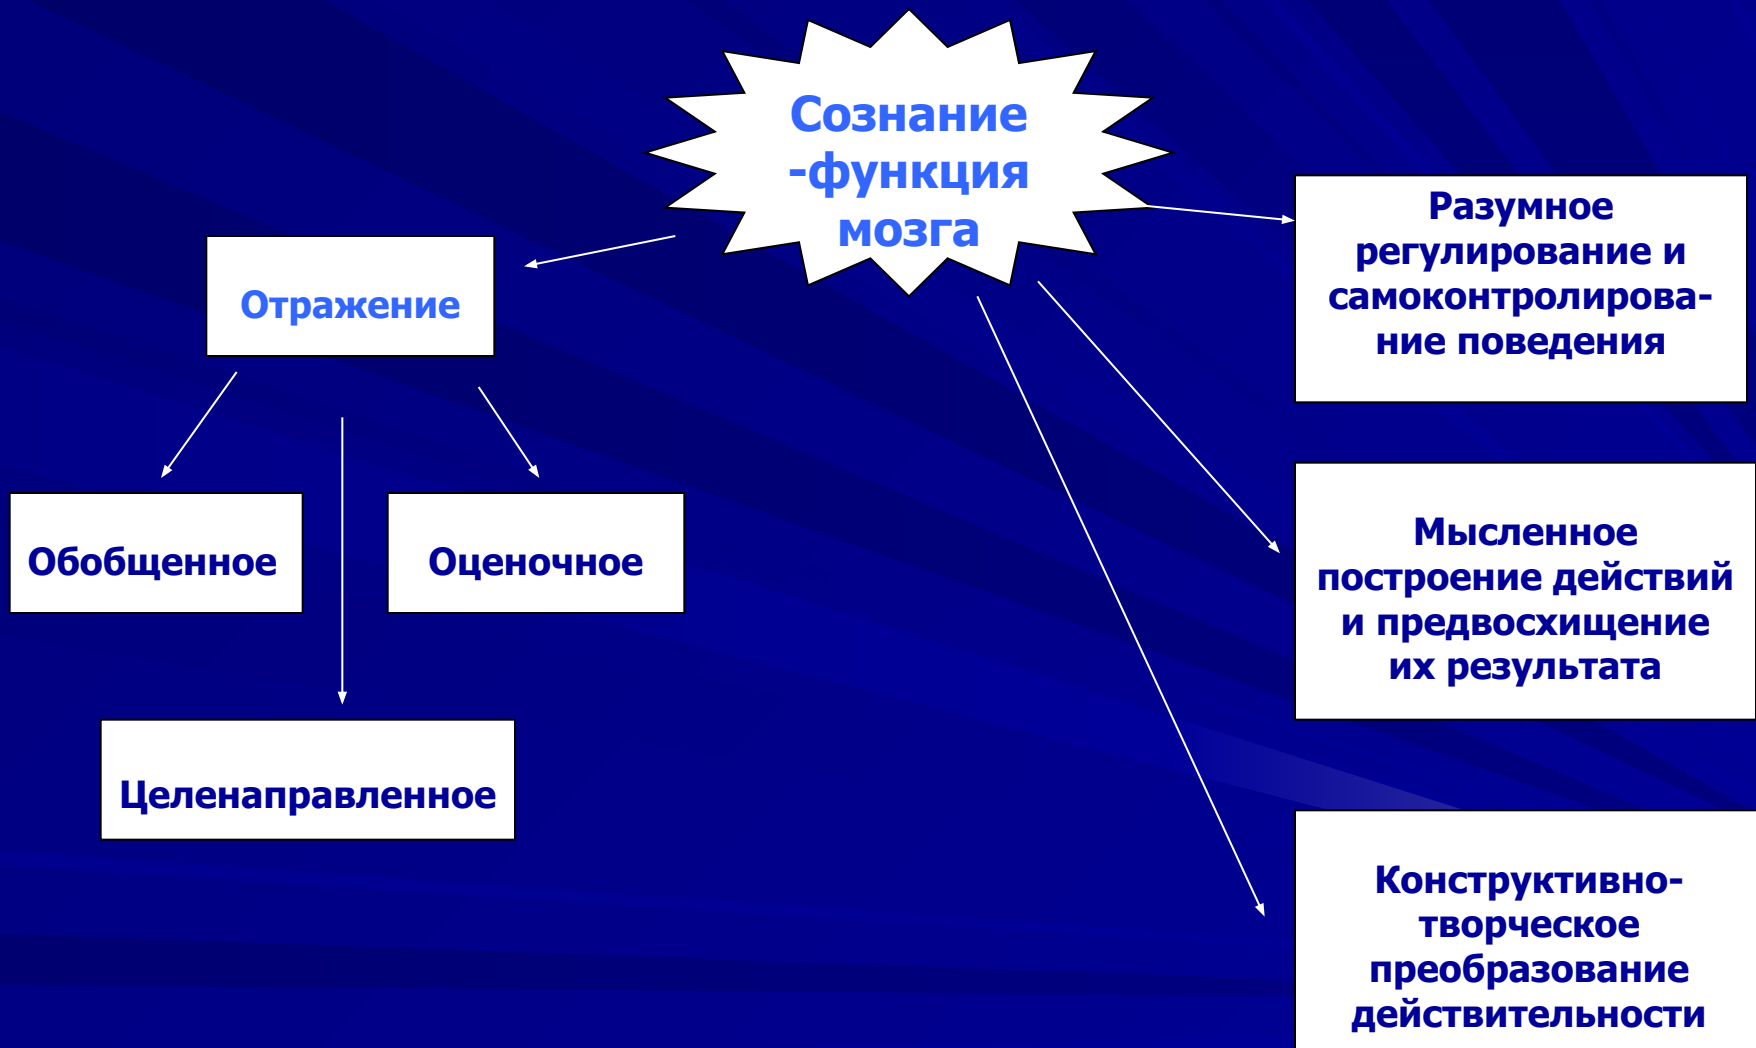 Сознание
-функция
мозга
Отражение
Обобщенное
Оценочное
Целенаправленное
Разумное
регулирование и
самоконтролирова-
ние поведения
Мысленное
построение действий
и предвосхищение
их результата
Конструктивно-
творческое
преобразование
действительности